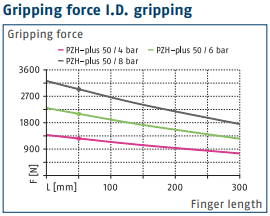 Gripping force I.D. gripping
Gripping force
PZH-plus 50 / 4 bar
PZH-plus 50 / 6 bar
PZH-plus 50 / 8 bar
3600
2700
1800
900
F [N]
L [mm]
100
200
300
Finger length